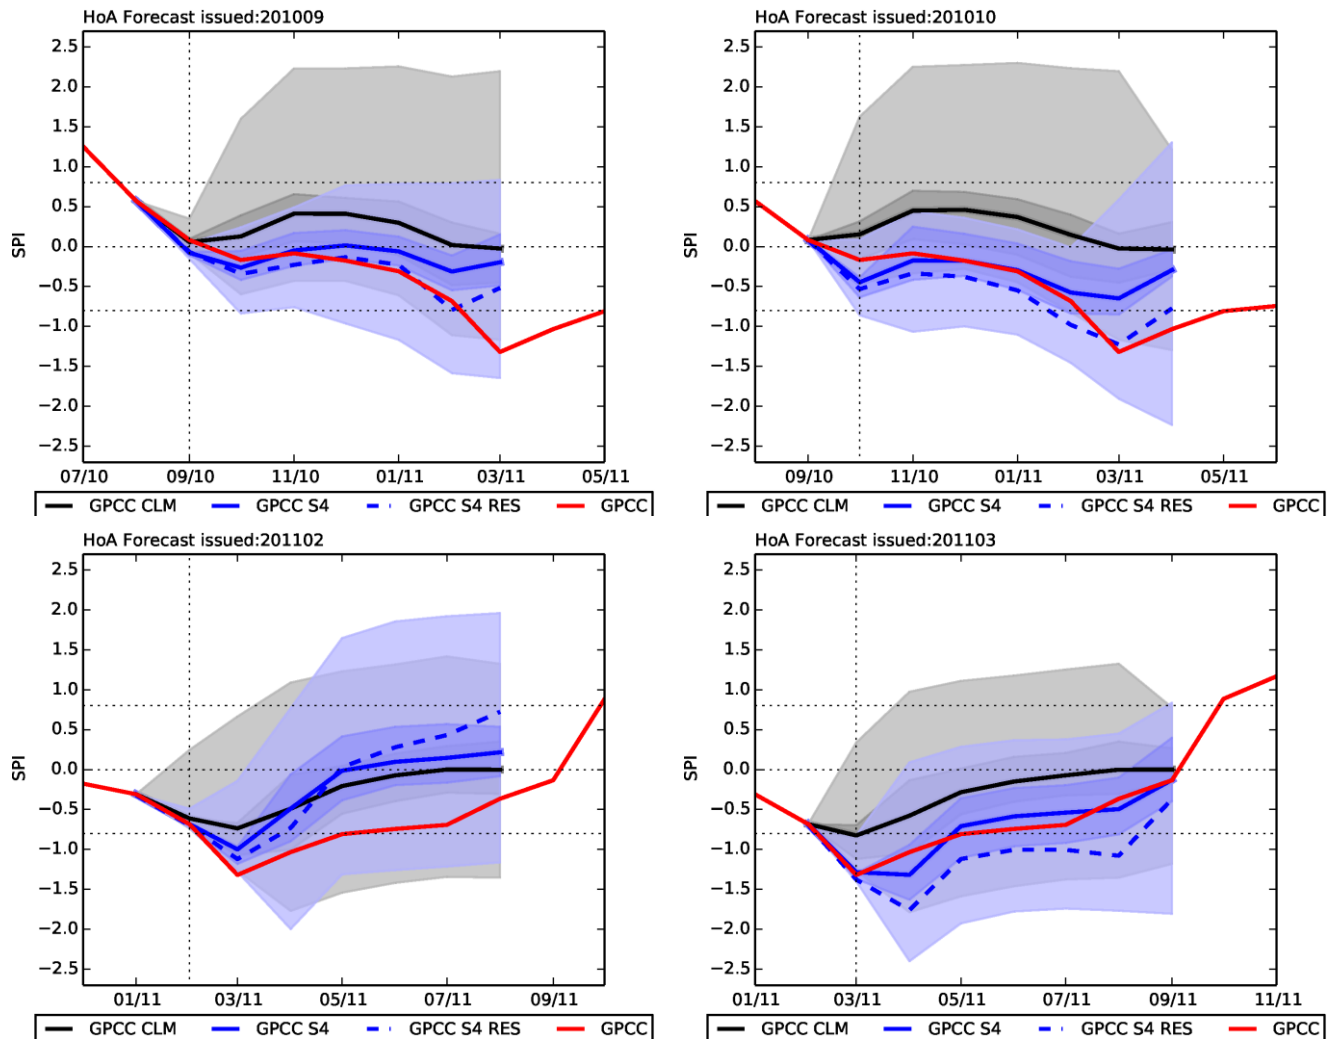 HoA Forecast issued:201009
2.5
2.0
1.5
1.0
0.5
0.0
−0.5
−1.0
−1.5
−2.0
−2.5
SPI
07/10 09/10 11/10 01/11 03/11 05/11
GPCC CLM GPCC S4 GPCC S4 RES GPCC
HoA Forecast issued:201010
2.5
2.0
1.5
1.0
0.5
0.0
−0.5
−1.0
−1.5
−2.0
−2.5
SPI
09/10 11/10 01/11 03/11 05/11
GPCC CLM GPCC S4 GPCC S4 RES GPCC
HoA Forecast issued:201102
2.5
2.0
1.5
1.0
0.5
0.0
−0.5
−1.0
−1.5
−2.0
−2.5
SPI
01/11 03/11 05/11 07/11 09/11
GPCC CLM GPCC S4 GPCC S4 RES GPCC
HoA Forecast issued:201103
2.5
2.0
1.5
1.0
0.5
0.0
−0.5
−1.0
−1.5
−2.0
−2.5
SPI
01/11 03/11 05/11 07/11 09/11 11/11
GPCC CLM GPCC S4 GPCC S4 RES GPCC